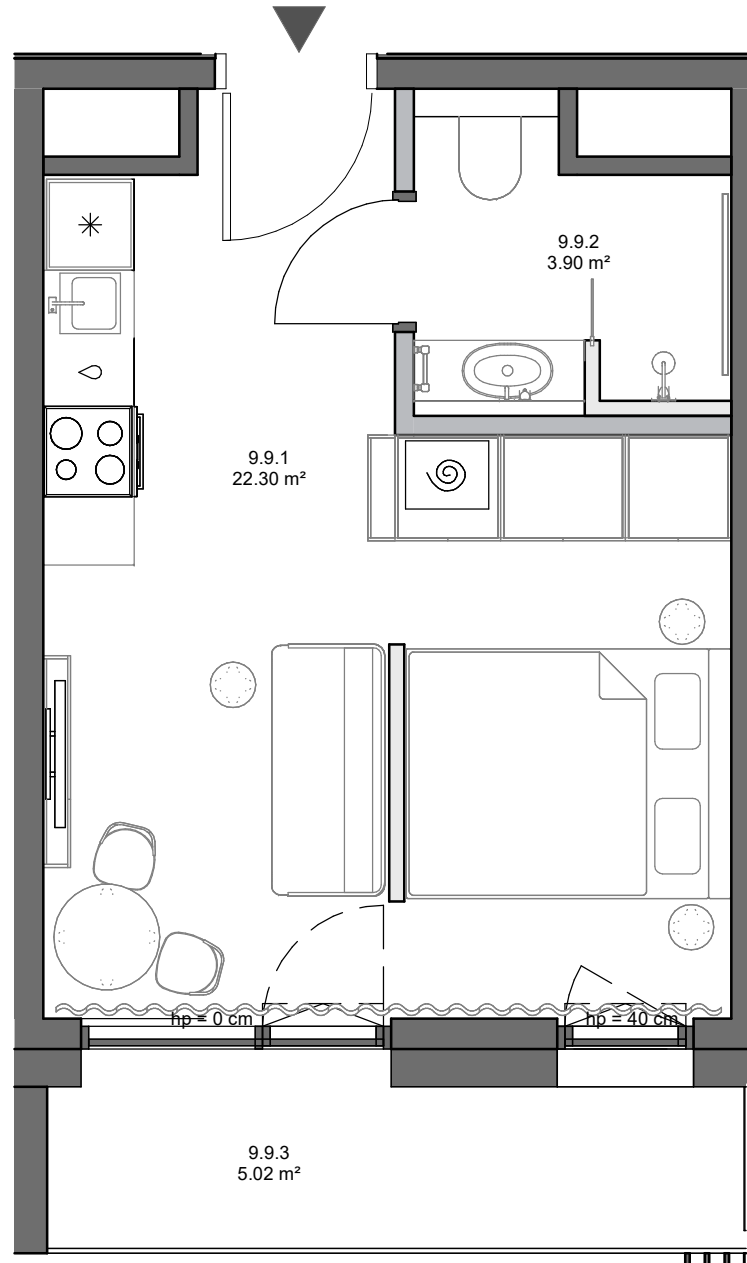 9.9.2
3.90 m²
9.9.1
22.30 m²
hp = 0 cm
hp = 40 cm
9.9.3
5.02 m²